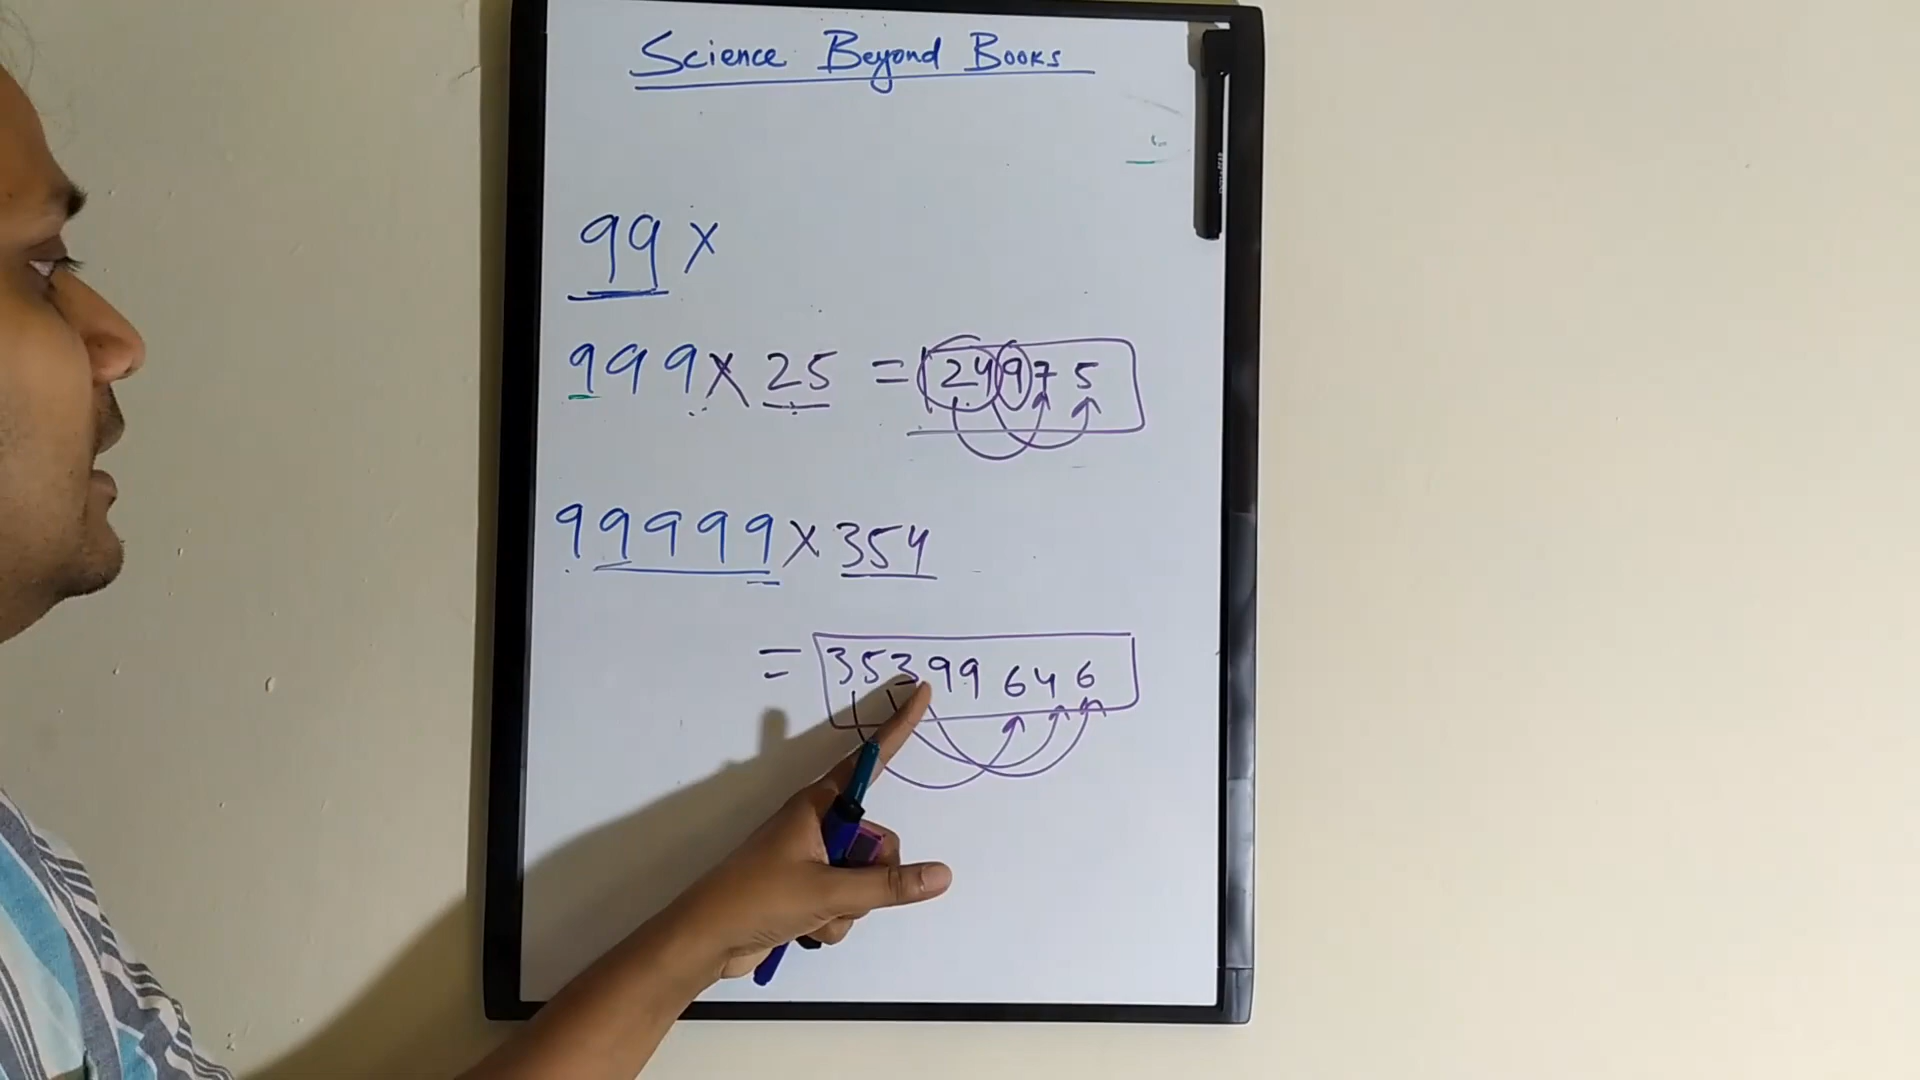 Science Beyond Books
99 x
999 x 25 = 24975
99999 x 354
= 35399646